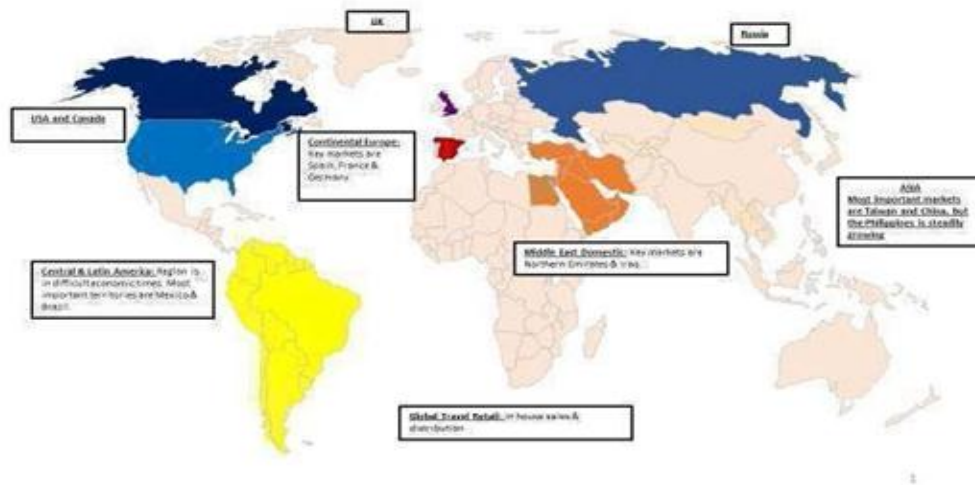 UK
Russia
USA and Canada
Continental Europe:
Key markets are
Spain, France &
Germany
ASIA
Most important markets
are Taiwan and China, but
the Philippines is steadily
growing
Middle East Domestic: Key markets are
Northern Emirates & Iraq.
Central & Latin America: Region is
in difficult economic times. Most
important territories are Mexico &
Brazil
Global Travel Retail: in house sales &
distribution
1